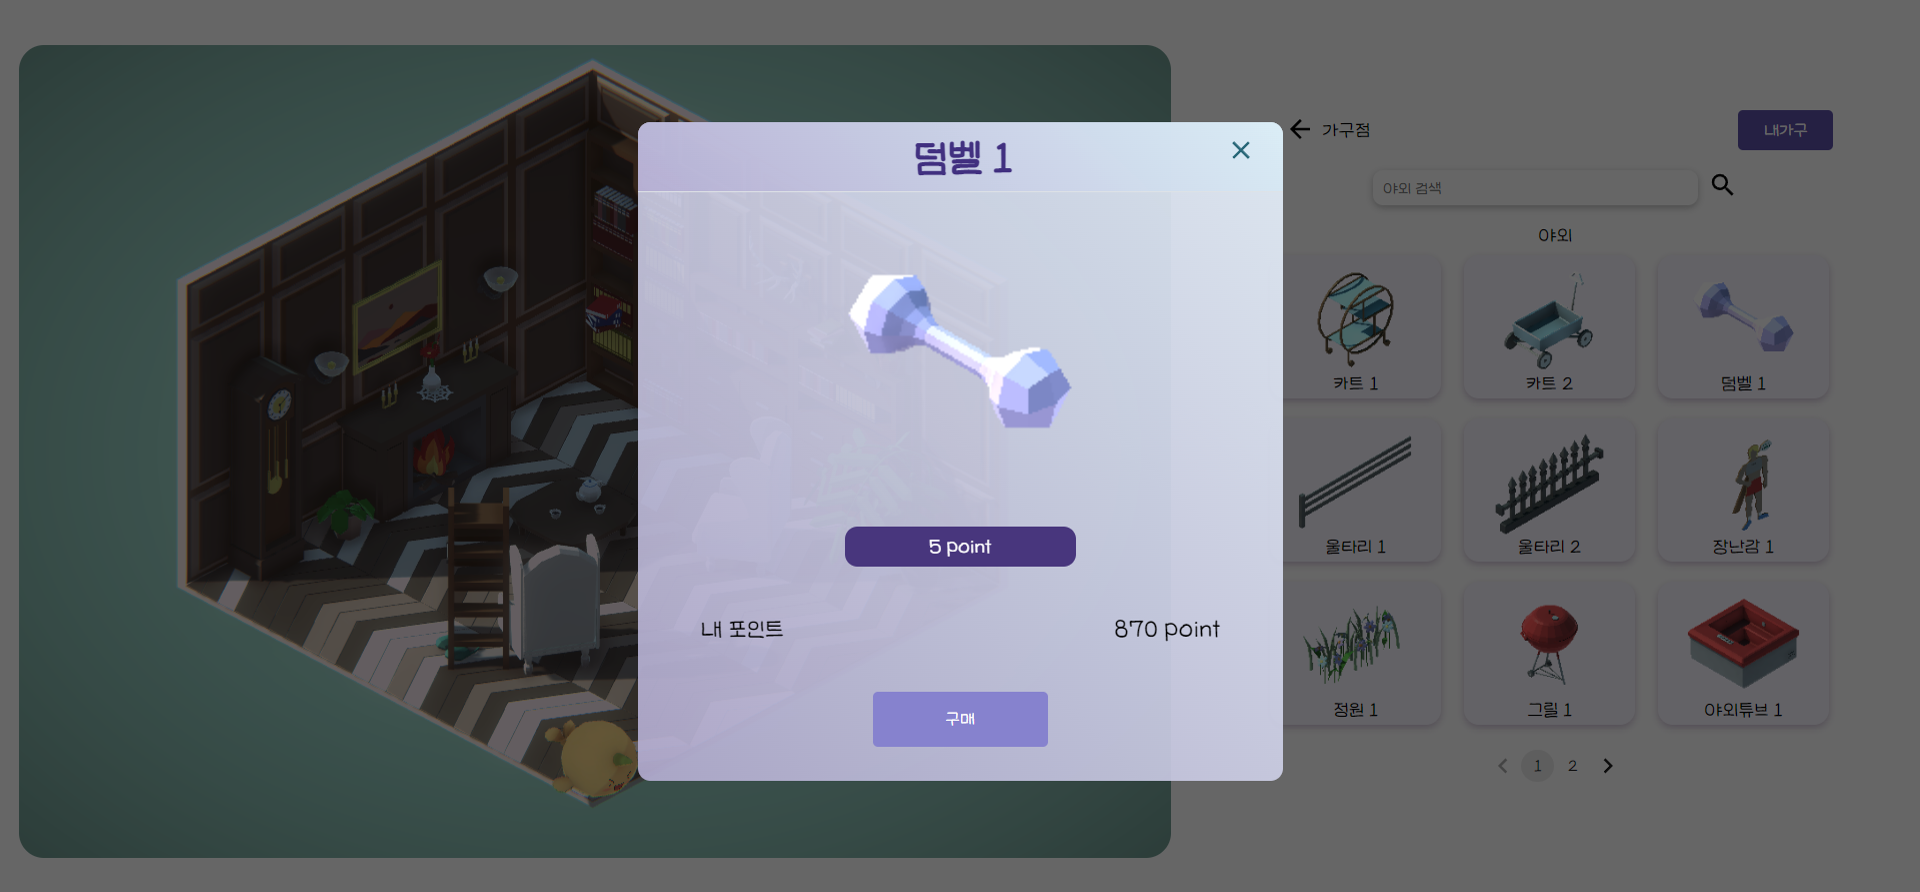 덤벨 1
5 point
내 포인트 870 point
구매
가구점
내가구
야외 검색
야외
카트 1 카트 2 덤벨 1
울타리 1 울타리 2 장난감 1
정원 1 그릴 1 야외튜브 1
1 2